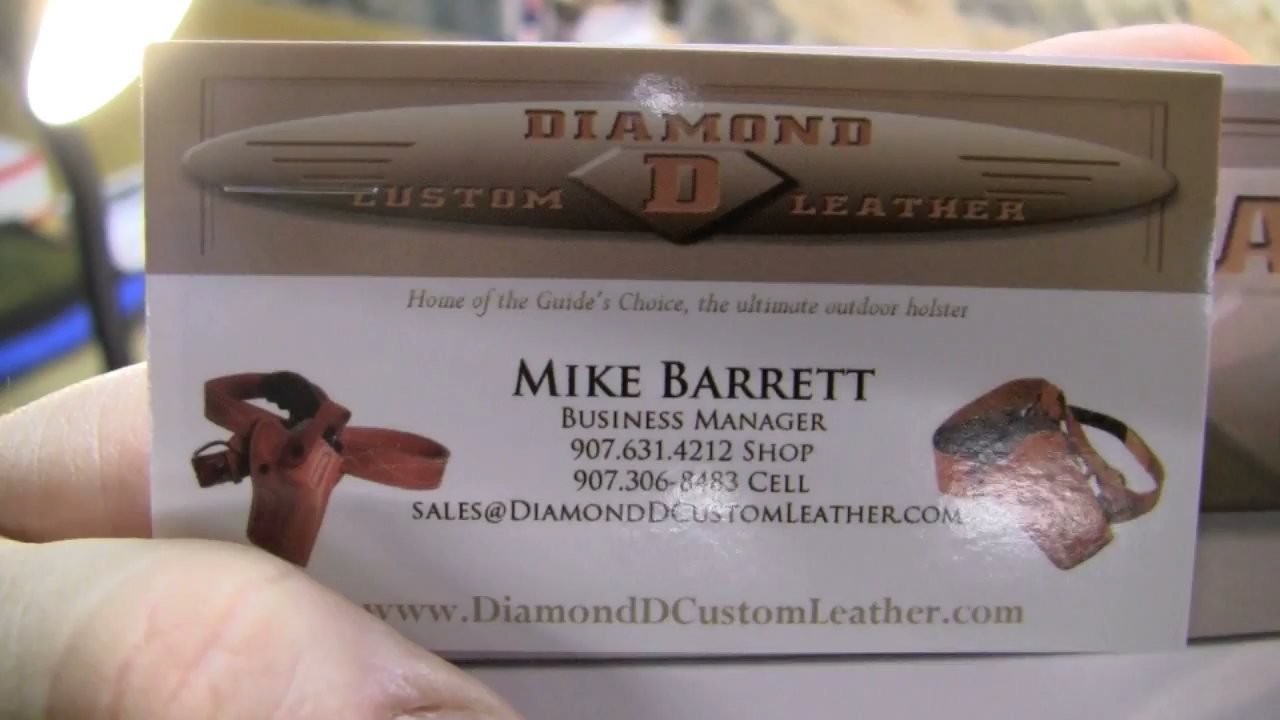 DIAMOND
D
CUSTOM LEATHER
Home of the Guide's Choice, the ultimate outdoor holster
MIKE BARRETT
BUSINESS MANAGER
907.631.4212 SHOP
907.306-8483 CELL
SALES@DIAMONDDCUSTOMLEATHER.COM
www.DiamondDCustomLeather.com
A